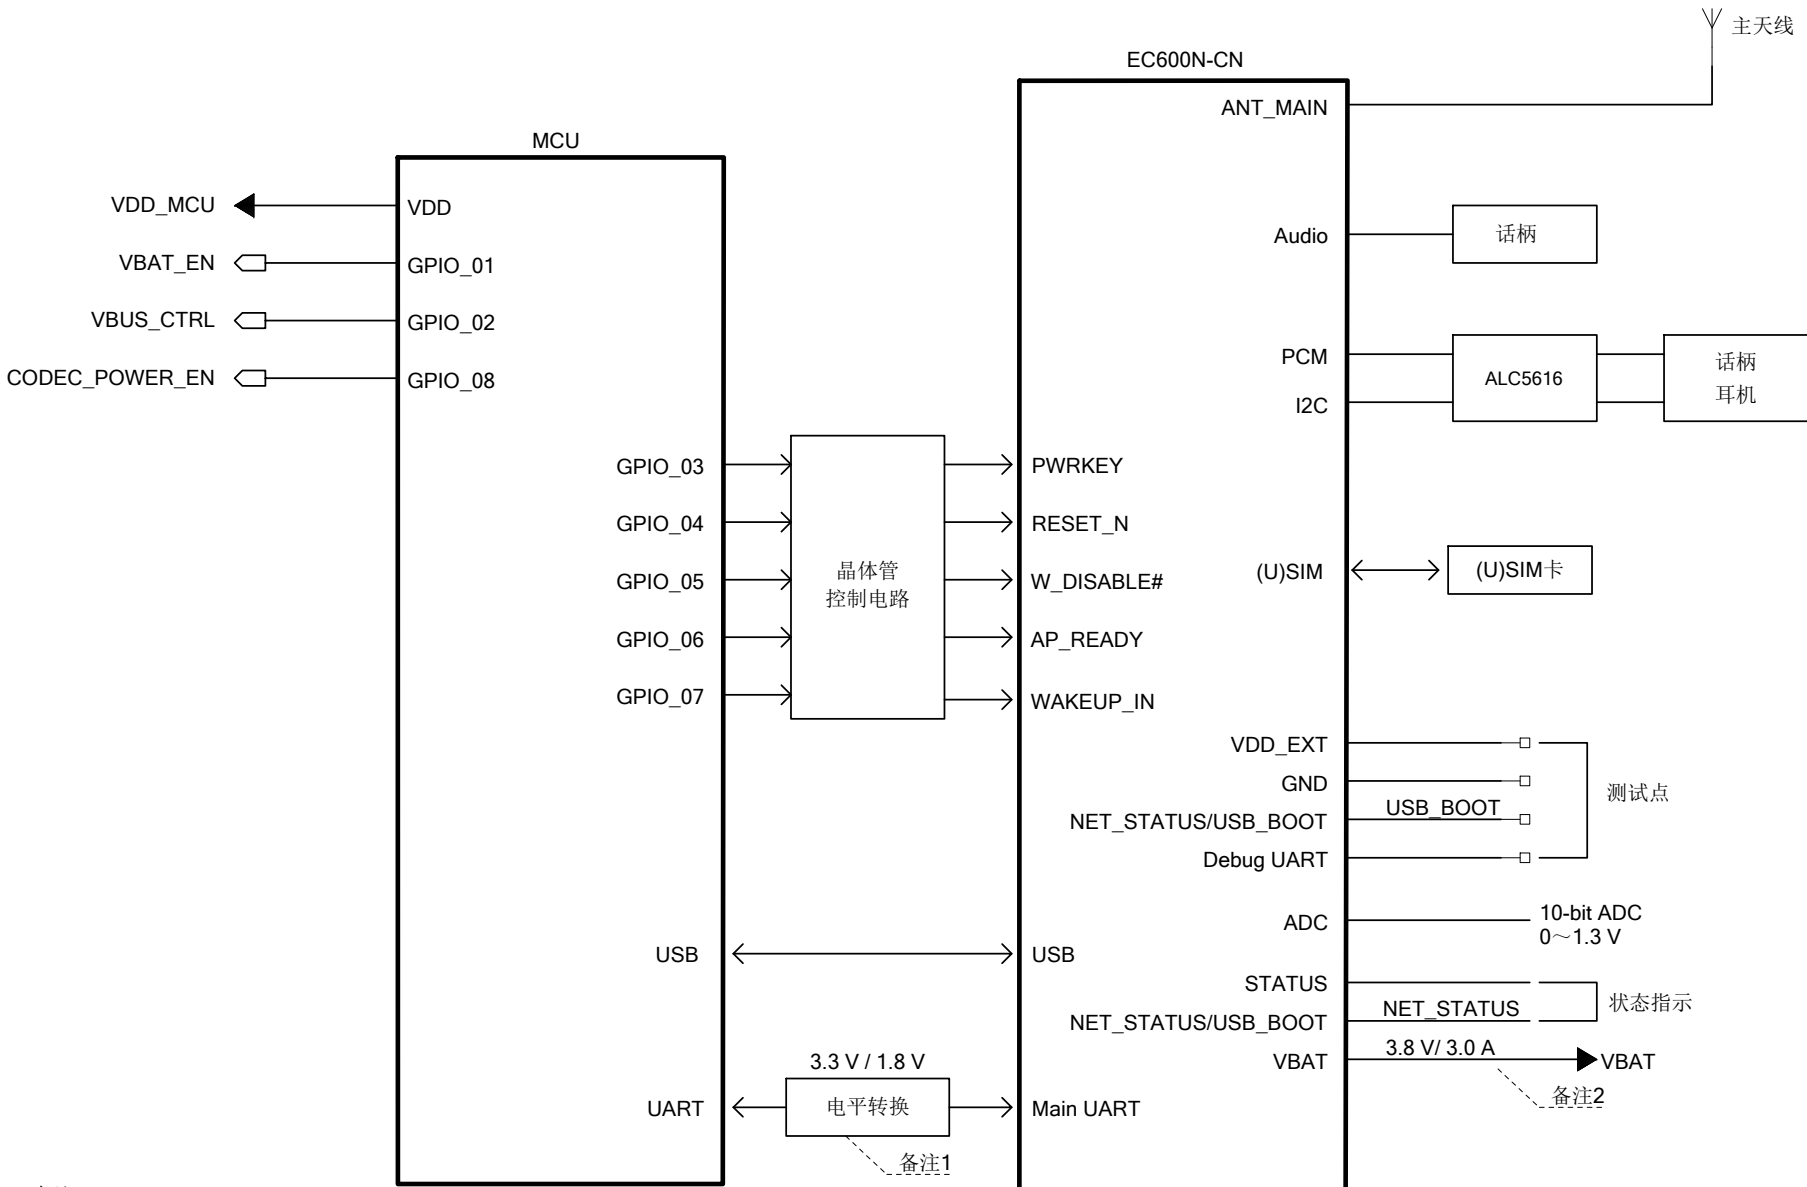 主天线
EC600N-CN
ANT_MAIN
MCU
VDD_MCU
VDD
VBAT_EN
GPIO_01
VBUS_CTRL
GPIO_02
CODEC_POWER_EN
GPIO_08
Audio
话柄
PCM
I2C
ALC5616
话柄
耳机
GPIO_03
GPIO_04
GPIO_05
GPIO_06
GPIO_07
晶体管
控制电路
PWRKEY
RESET_N
W_DISABLE#
AP_READY
WAKEUP_IN
(U)SIM
(U)SIM卡
VDD_EXT
GND
NET_STATUS/USB_BOOT
USB_BOOT
Debug UART
测试点
ADC
10-bit ADC
0～1.3 V
USB
USB
STATUS
NET_STATUS/USB_BOOT
NET_STATUS
状态指示
VBAT
3.8 V/ 3.0 A
VBAT
备注2
3.3 V / 1.8 V
UART
电平转换
Main UART
备注1